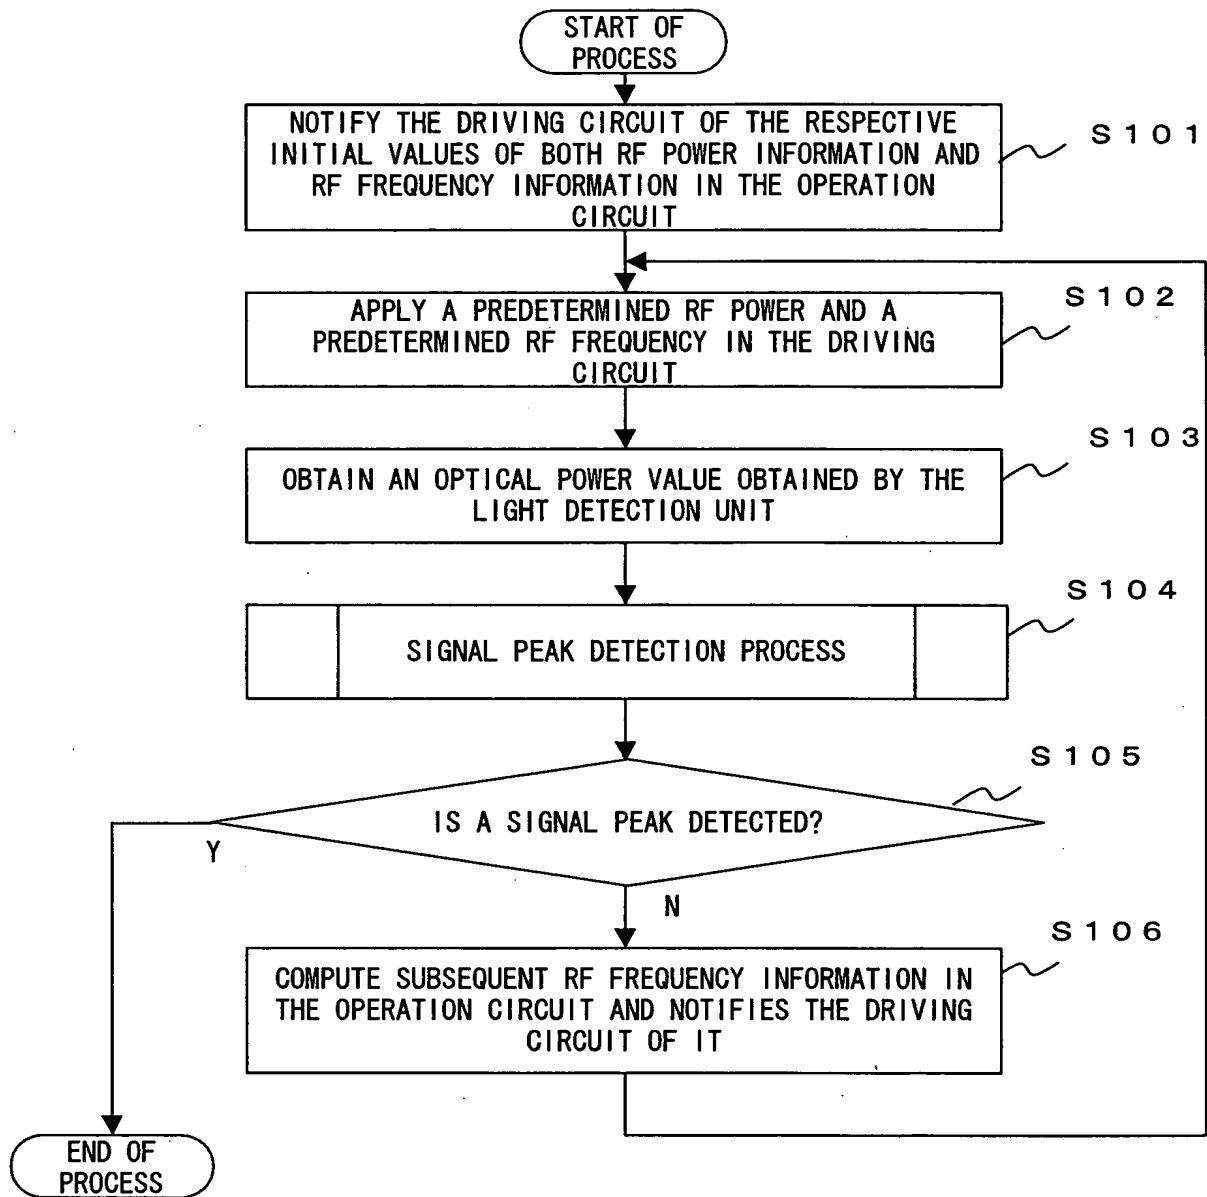 START OF
PROCESS
NOTIFY THE DRIVING CIRCUIT OF THE RESPECTIVE
INITIAL VALUES OF BOTH RF POWER INFORMATION AND
RF FREQUENCY INFORMATION IN THE OPERATION
CIRCUIT
S101
APPLY A PREDETERMINED RF POWER AND A
PREDETERMINED RF FREQUENCY IN THE DRIVING
CIRCUIT
S102
OBTAIN AN OPTICAL POWER VALUE OBTAINED BY THE
LIGHT DETECTION UNIT
S103
SIGNAL PEAK DETECTION PROCESS
S104
IS A SIGNAL PEAK DETECTED?
S105
Y
N
COMPUTE SUBSEQUENT RF FREQUENCY INFORMATION IN
THE OPERATION CIRCUIT AND NOTIFIES THE DRIVING
CIRCUIT OF IT
S106
END OF
PROCESS